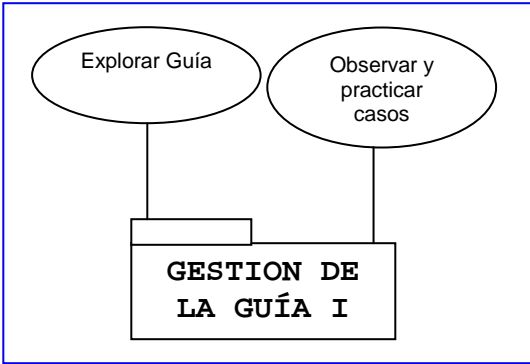 Explorar Guía
Observar y
practicar
casos
GESTION DE
LA GUÍA I